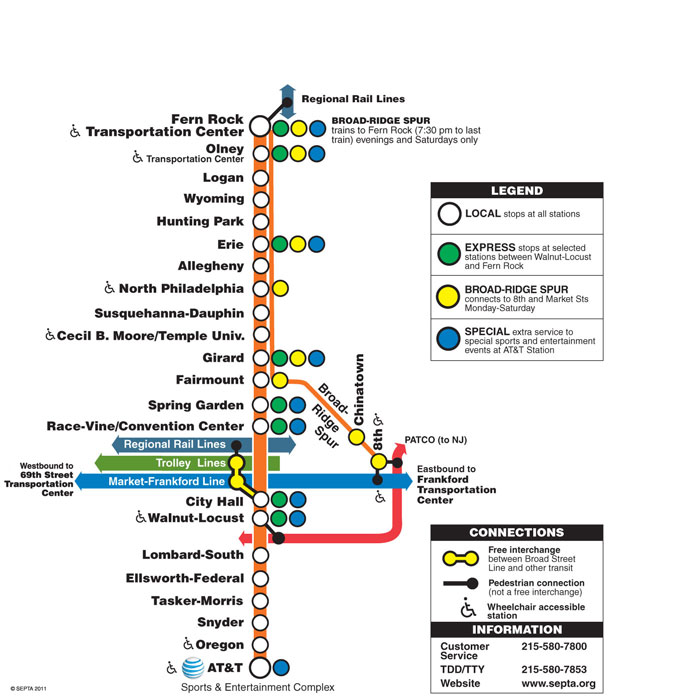 Regional Rail Lines
Fern Rock
Transportation Center
BROAD-RIDGE SPUR
trains to Fern Rock (7:30 pm to last
train) evenings and Saturdays only
Olney
Transportation Center
Logan
Wyoming
Hunting Park
Erie
Allegheny
North Philadelphia
Susquehanna-Dauphin
Cecil B. Moore/Temple Univ.
Girard
Fairmount
Spring Garden
Race-Vine/Convention Center
Broad-
Ridge
Spur
Chinatown
8th
PATCO (to NJ)
Regional Rail Lines
Trolley Lines
Market-Frankford Line
Westbound to
69th Street
Transportation
Center
Eastbound to
Frankford
Transportation
Center
City Hall
Walnut-Locust
Lombard-South
Ellsworth-Federal
Tasker-Morris
Snyder
Oregon
at&t
AT&T
Sports & Entertainment Complex
LEGEND
LOCAL stops at all stations
EXPRESS stops at selected
stations between Walnut-Locust
and Fern Rock
BROAD-RIDGE SPUR
connects to 8th and Market Sts
Monday-Saturday
SPECIAL extra service to
special sports and entertainment
events at AT&T Station
CONNECTIONS
Free interchange
between Broad Street
Line and other transit
Pedestrian connection
(not a free interchange)
Wheelchair accessible
station
INFORMATION
Customer
Service
215-580-7800
TDD/TTY 215-580-7853
Website www.septa.org
© SEPTA 2011